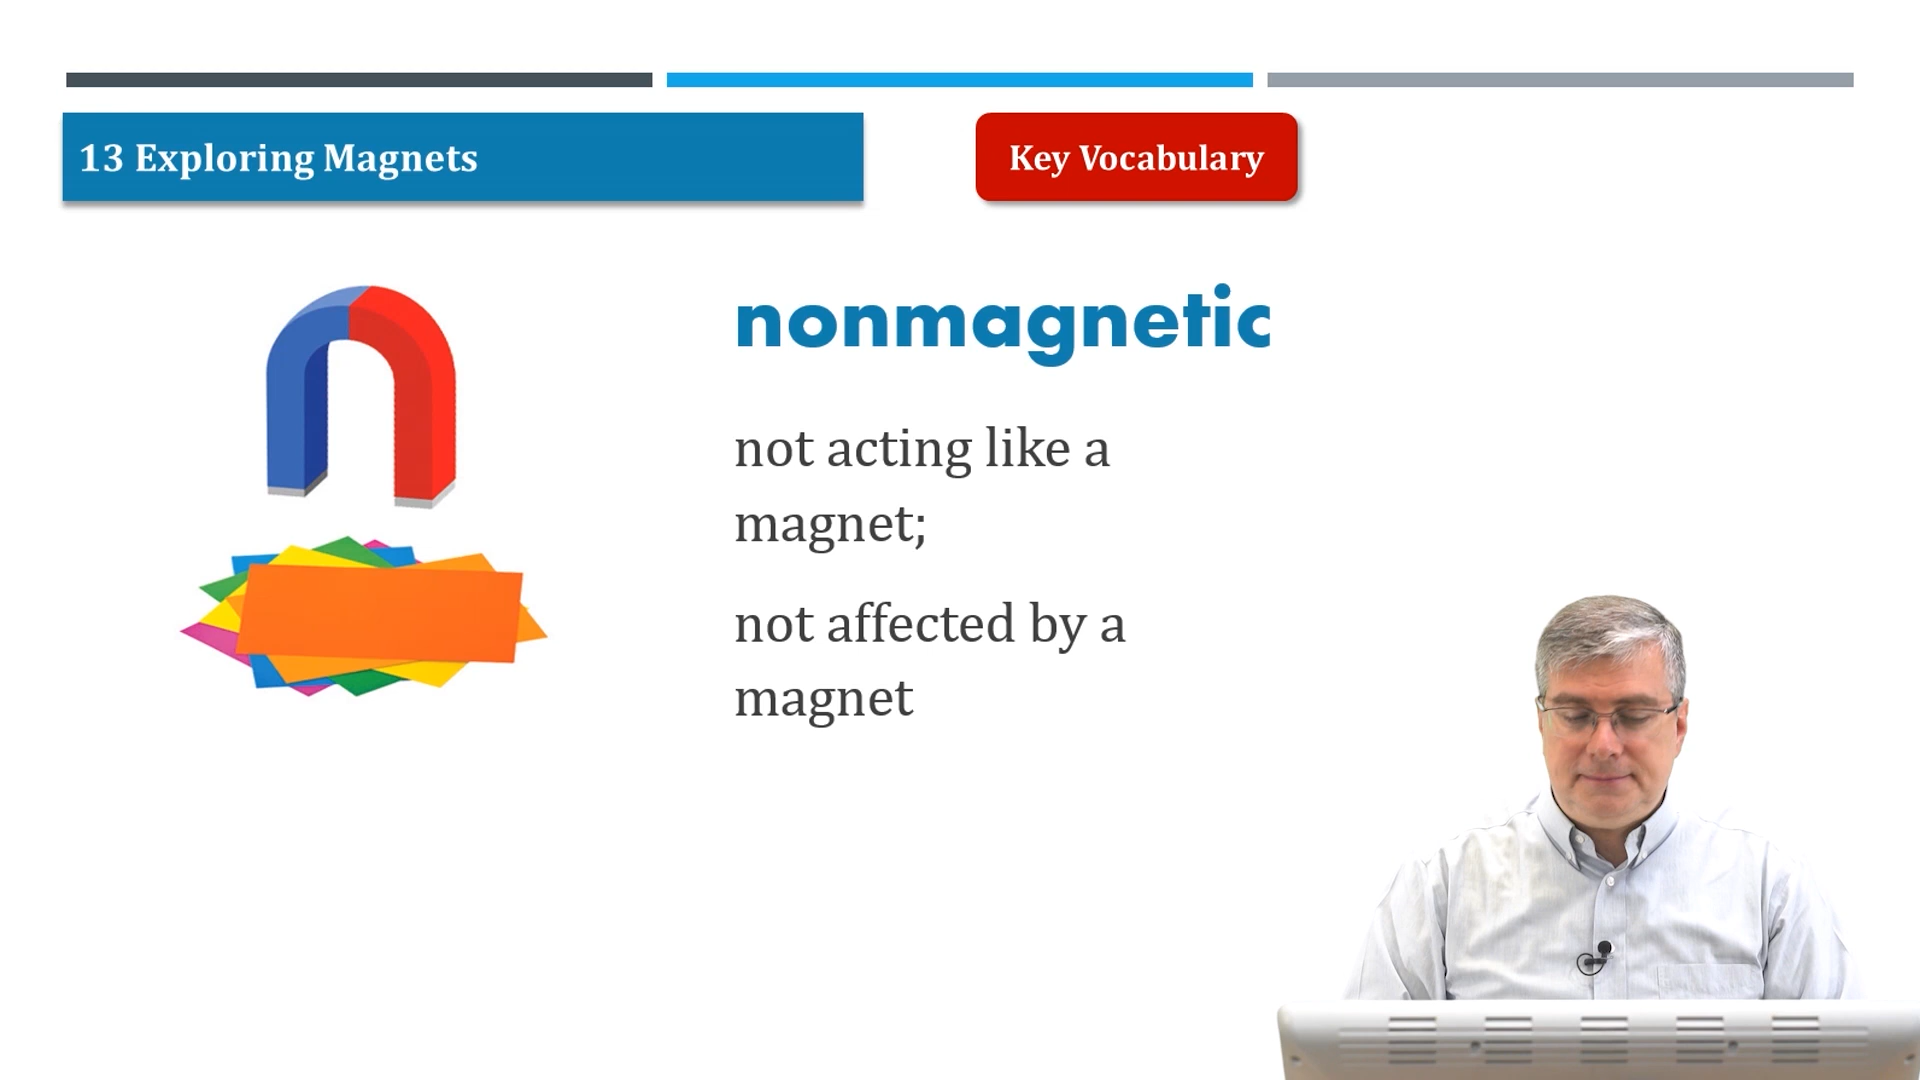 13 Exploring Magnets
Key Vocabulary
nonmagnetic
not acting like a
magnet;
not affected by a
magnet